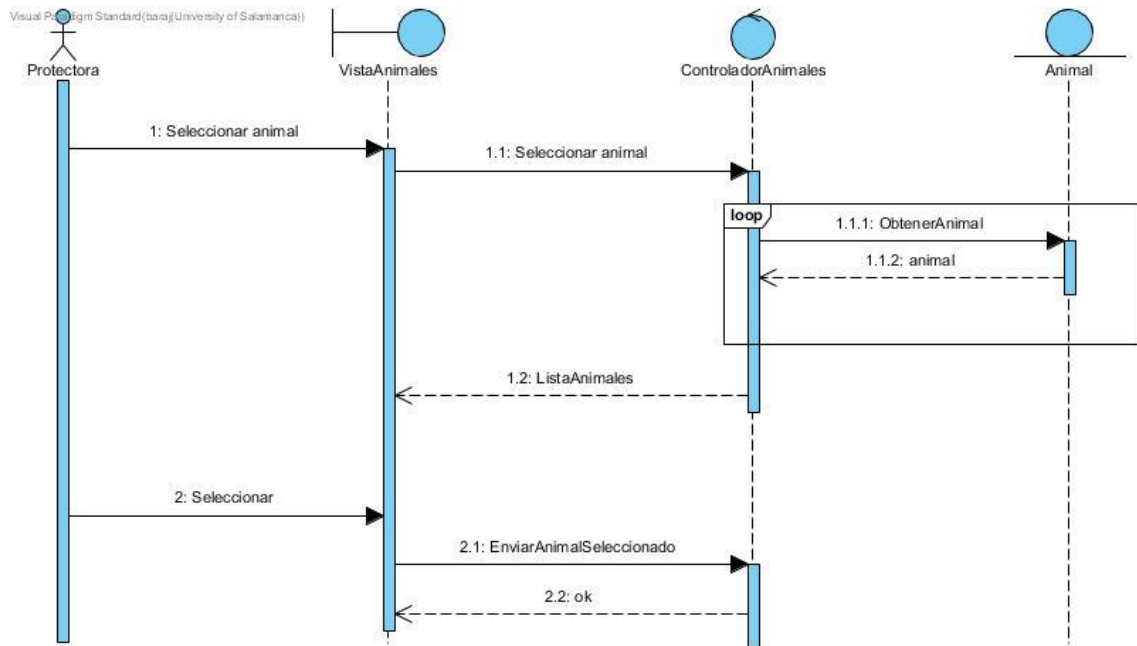 Visual Paradigm Standard(baraj(University of Salamanca))
Protectora
VistaAnimales
ControladorAnimales
Animal
1: Seleccionar animal
1.1: Seleccionar animal
loop
1.1.1: ObtenerAnimal
1.1.2: animal
1.2: ListaAnimales
2: Seleccionar
2.1: EnviarAnimalSeleccionado
2.2: ok